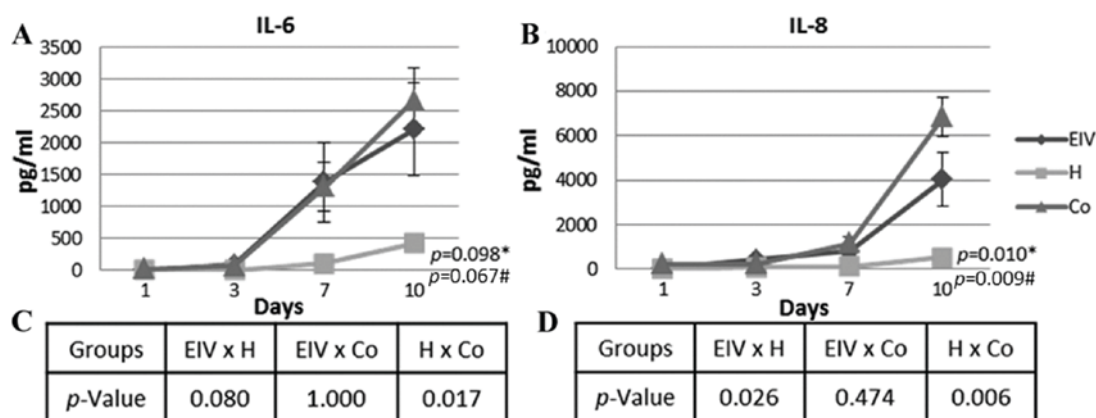 A IL-6
3500
3000
2500
2000
1500
1000
500
0
pg/ml
1 3 7 10
Days
p=0.098*
p=0.067#
B IL-8
10000
8000
6000
4000
2000
0
pg/ml
1 3 7 10
Days
p=0.010*
p=0.009#
EIV
H
Co
C
Groups EIV x H EIV x Co H x Co
p-Value 0.080 1.000 0.017
D
Groups EIV x H EIV x Co H x Co
p-Value 0.026 0.474 0.006